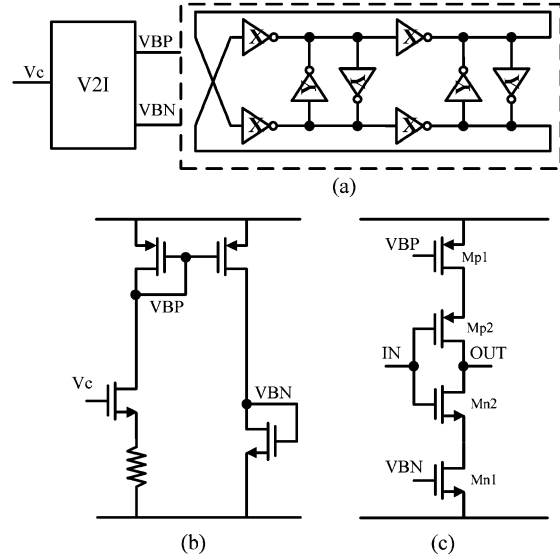 VBP
Vc
V2I
VBN
X
X
Y
Y
Y
Y
X
X
(a)
VBP
Vc
VBN
(b)
VBP
Mp1
Mp2
IN
OUT
Mn2
VBN
Mn1
(c)